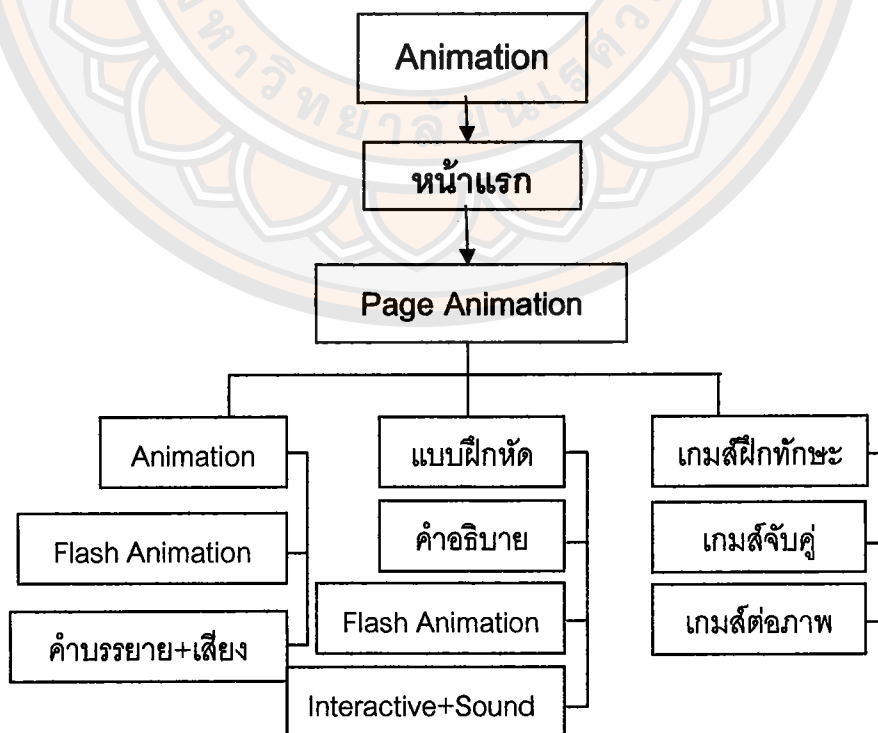 Animation
หน้าแรก
Page Animation
Animation
Flash Animation
คำบรรยาย+เสียง
แบบฝึกหัด
คำอธิบาย
Flash Animation
Interactive+Sound
เกมส์ฝึกทักษะ
เกมส์จับคู่
เกมส์ต่อภาพ